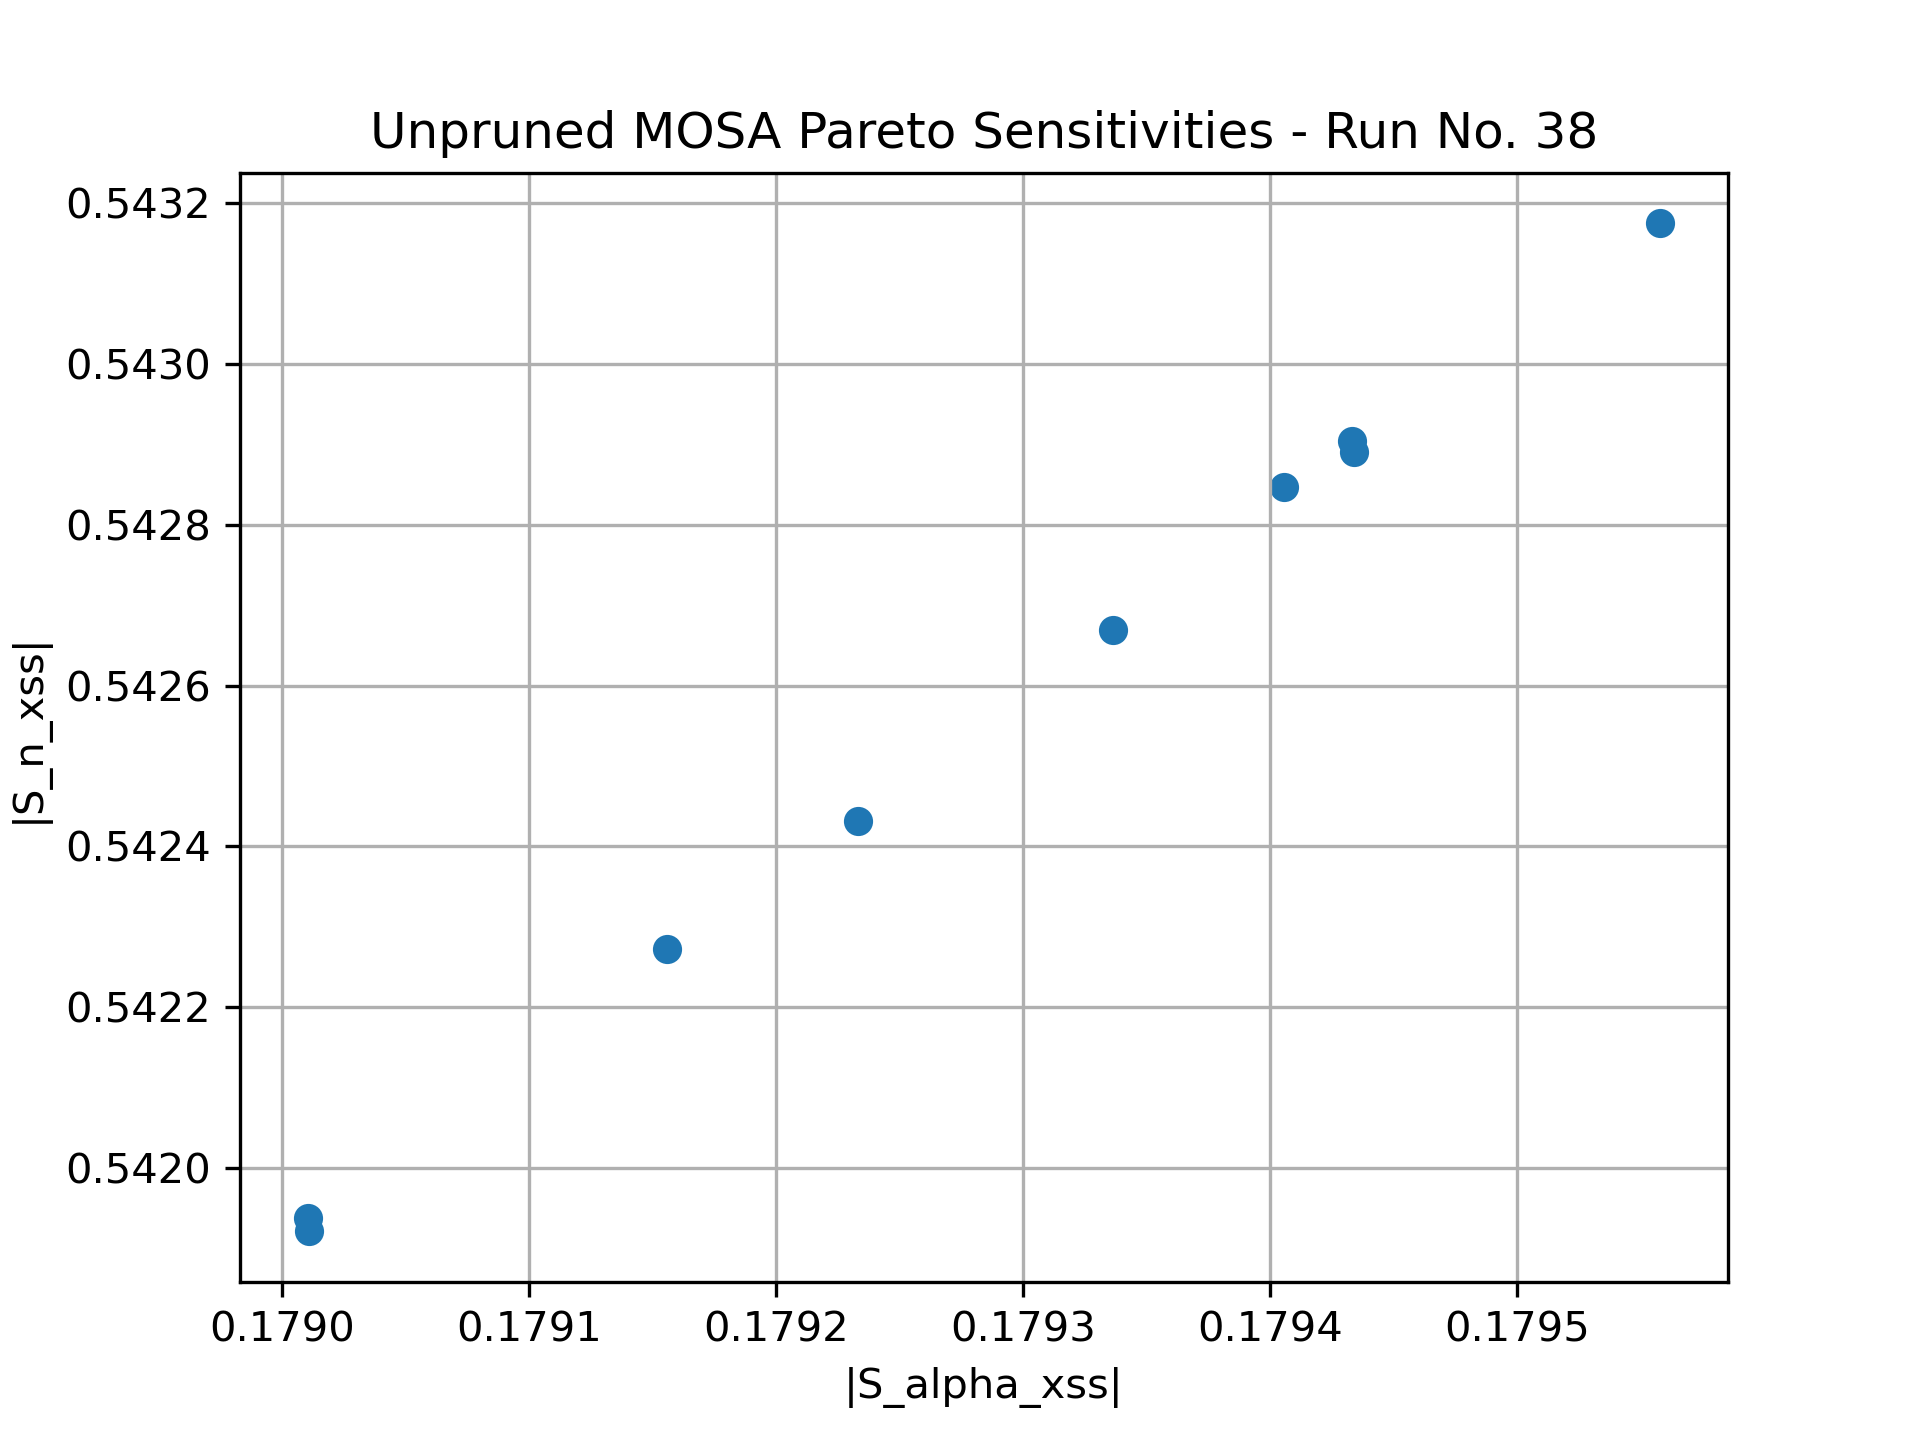 Unpruned MOSA Pareto Sensitivities - Run No. 38
|S_n_xss|
0.5432
0.5430
0.5428
0.5426
0.5424
0.5422
0.5420
0.1790 0.1791 0.1792 0.1793 0.1794 0.1795
|S_alpha_xss|